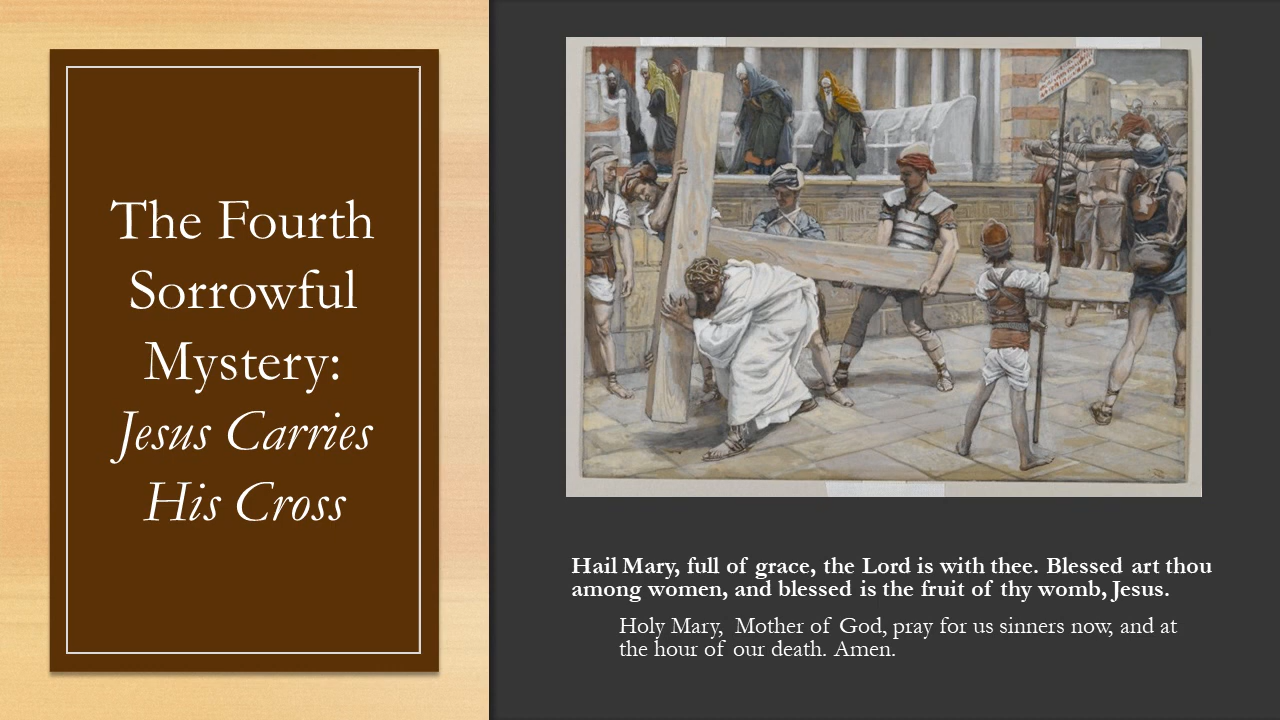 The Fourth
Sorrowful
Mystery:
Jesus Carries
His Cross
Hail Mary, full of grace, the Lord is with thee. Blessed art thou
among women, and blessed is the fruit of thy womb, Jesus.
Holy Mary, Mother of God, pray for us sinners now, and at
the hour of our death. Amen.